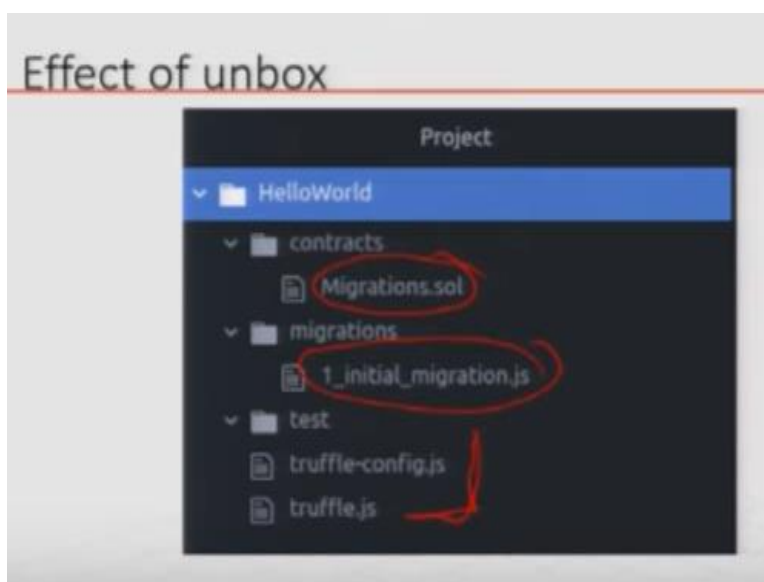 Effect of unbox
Project
HelloWorld
contracts
Migrations.sol
migrations
1_initial_migration.js
test
truffle-config.js
truffle.js